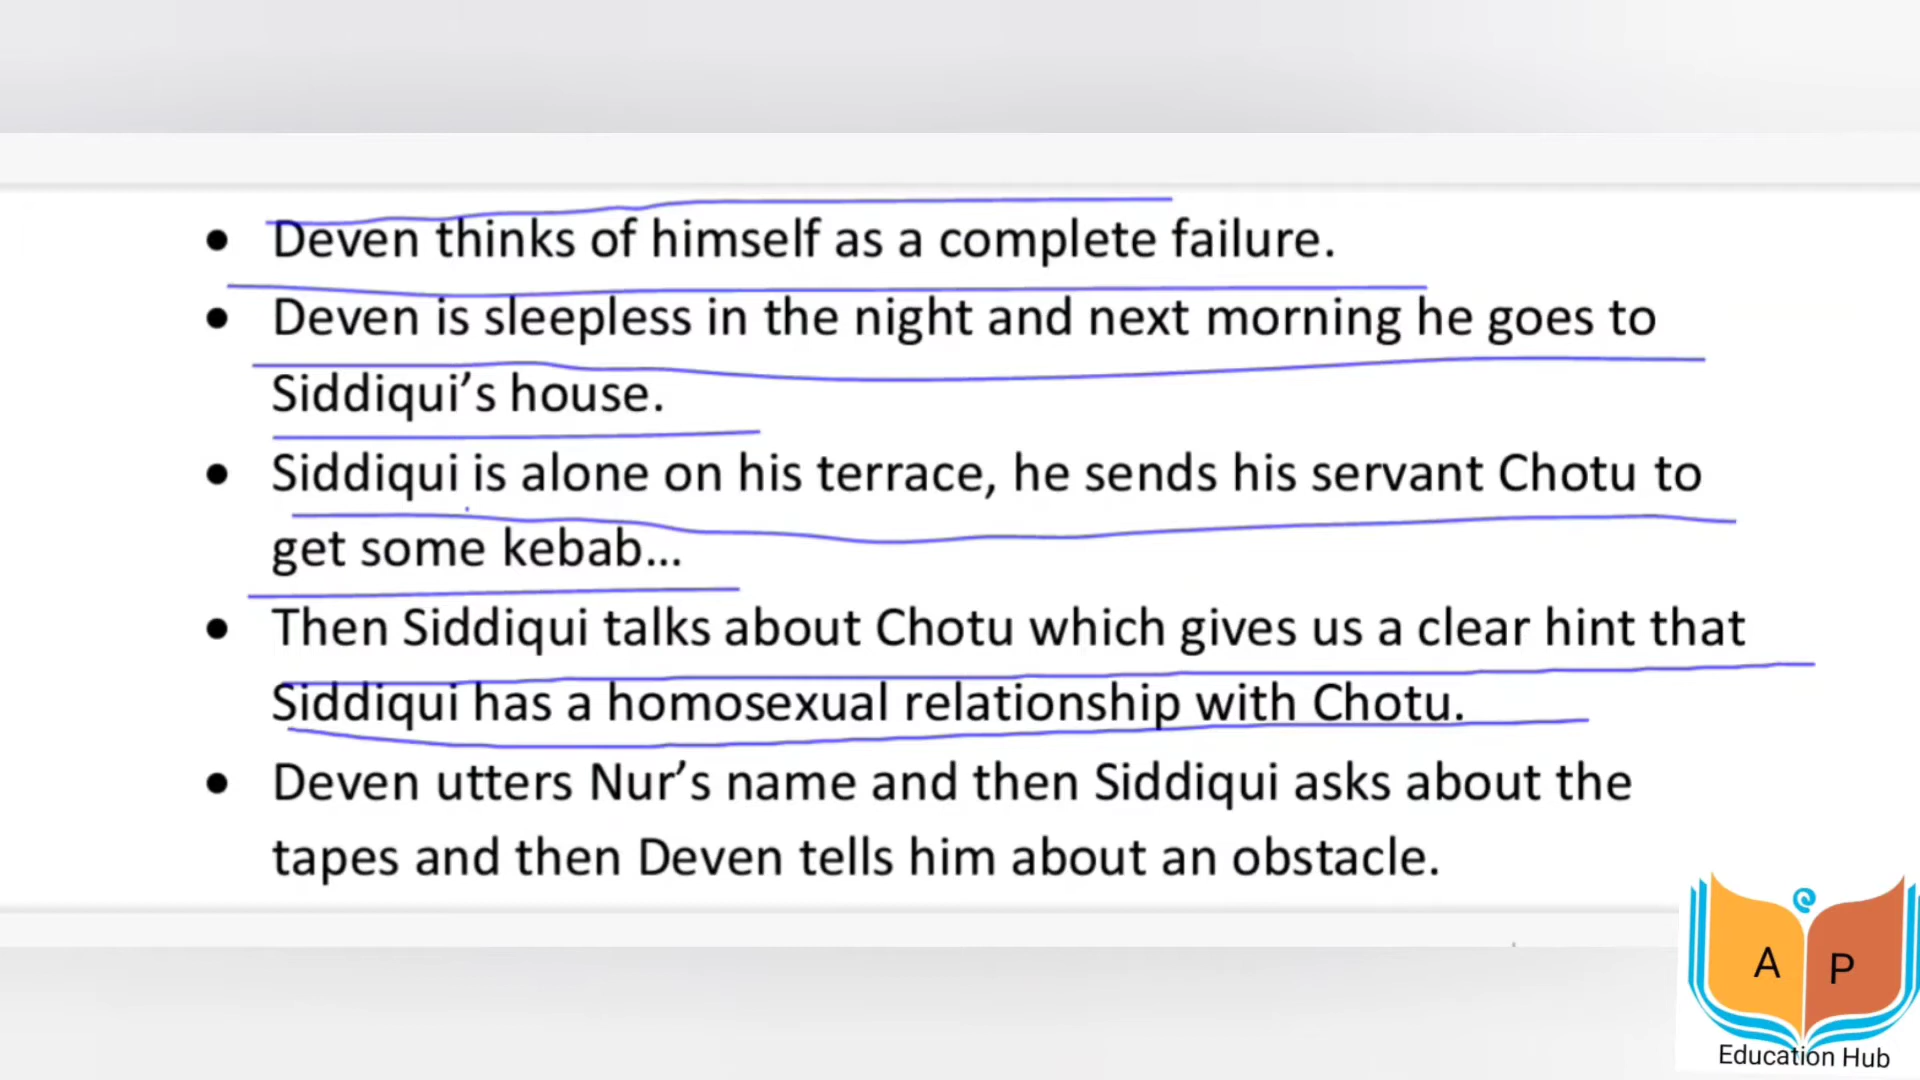 • Deven thinks of himself as a complete failure.
• Deven is sleepless in the night and next morning he goes to
Siddiqui’s house.
• Siddiqui is alone on his terrace, he sends his servant Chotu to
get some kebab...
• Then Siddiqui talks about Chotu which gives us a clear hint that
Siddiqui has a homosexual relationship with Chotu.
• Deven utters Nur’s name and then Siddiqui asks about the
tapes and then Deven tells him about an obstacle.
A P
Education Hub